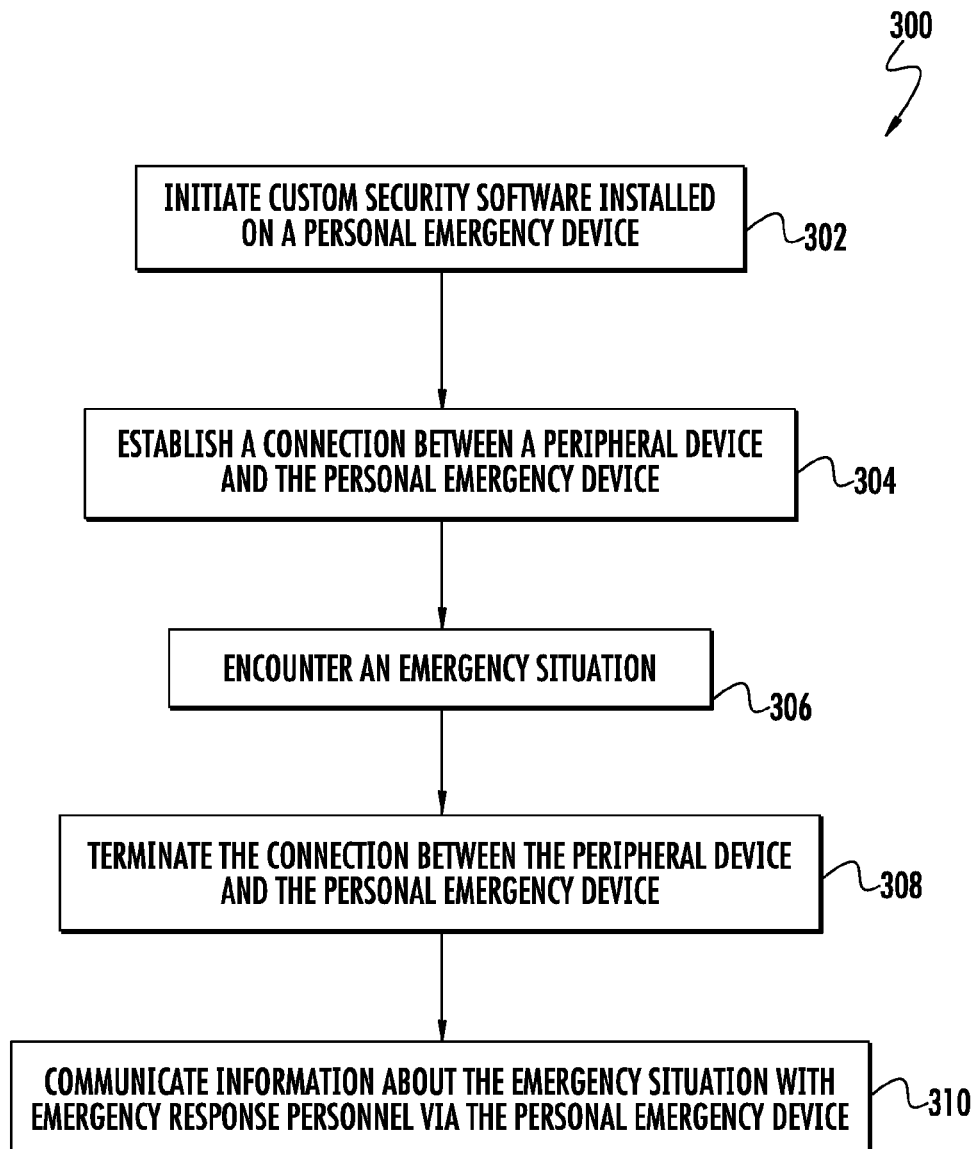 300
INITIATE CUSTOM SECURITY SOFTWARE INSTALLED
ON A PERSONAL EMERGENCY DEVICE
302
ESTABLISH A CONNECTION BETWEEN A PERIPHERAL DEVICE
AND THE PERSONAL EMERGENCY DEVICE
304
ENCOUNTER AN EMERGENCY SITUATION
306
TERMINATE THE CONNECTION BETWEEN THE PERIPHERAL DEVICE
AND THE PERSONAL EMERGENCY DEVICE
308
COMMUNICATE INFORMATION ABOUT THE EMERGENCY SITUATION WITH
EMERGENCY RESPONSE PERSONNEL VIA THE PERSONAL EMERGENCY DEVICE
310